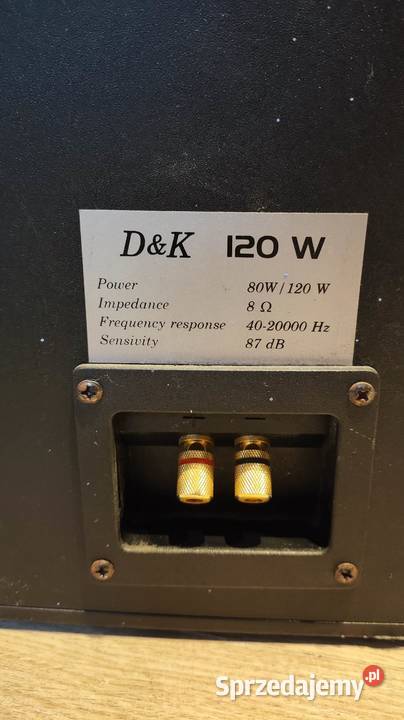 D&K 120 W
Power 80W/120 W
Impedance 8 Ω
Frequency response 40-20000 Hz
Sensivity 87 dB
Sprzedajemy.pl